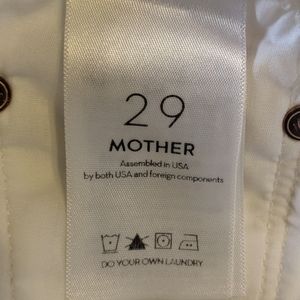 29
MOTHER
Assembled in USA
by both USA and foreign components
DO YOUR OWN LAUNDRY